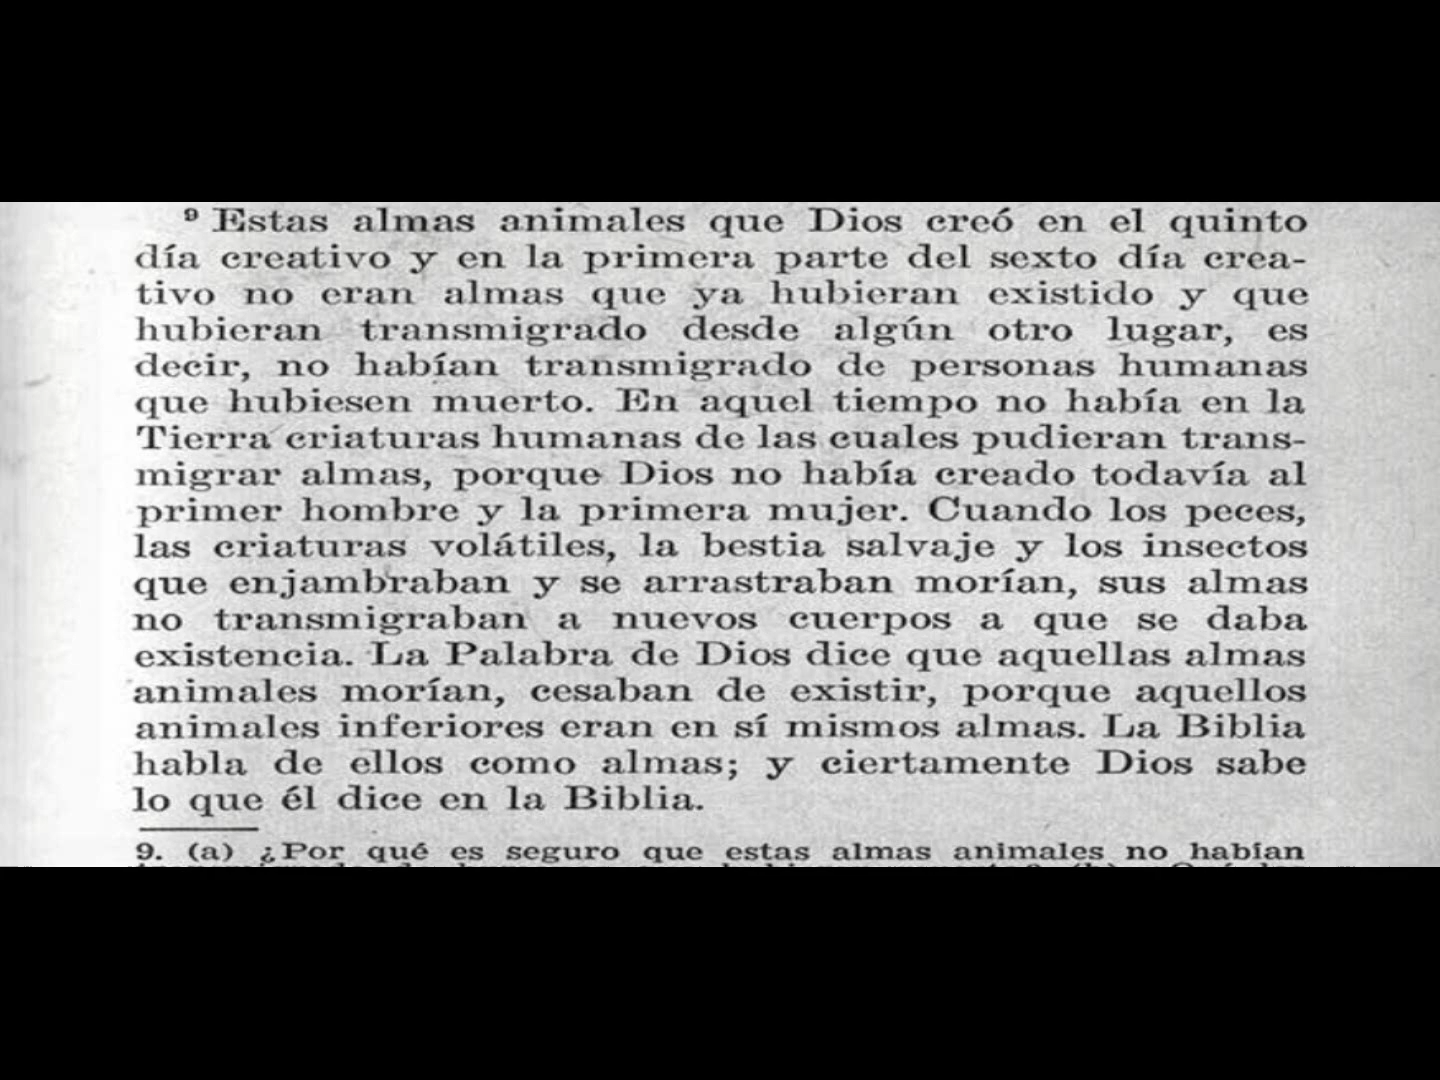 ⁹ Estas almas animales que Dios creó en el quinto
día creativo y en la primera parte del sexto día crea-
tivo no eran almas que ya hubieran existido y que
hubieran transmigrado desde algún otro lugar, es
decir, no habían transmigrado de personas humanas
que hubiesen muerto. En aquel tiempo no había en la
Tierra criaturas humanas de las cuales pudieran trans-
migrar almas, porque Dios no había creado todavía al
primer hombre y la primera mujer. Cuando los peces,
las criaturas volátiles, la bestia salvaje y los insectos
que enjambraban y se arrastraban morían, sus almas
no transmigraban a nuevos cuerpos a que se daba
existencia. La Palabra de Dios dice que aquellas almas
animales morían, cesaban de existir, porque aquellos
animales inferiores eran en sí mismos almas. La Biblia
habla de ellos como almas; y ciertamente Dios sabe
lo que él dice en la Biblia.
9. (a) ¿Por qué es seguro que estas almas animales no habían